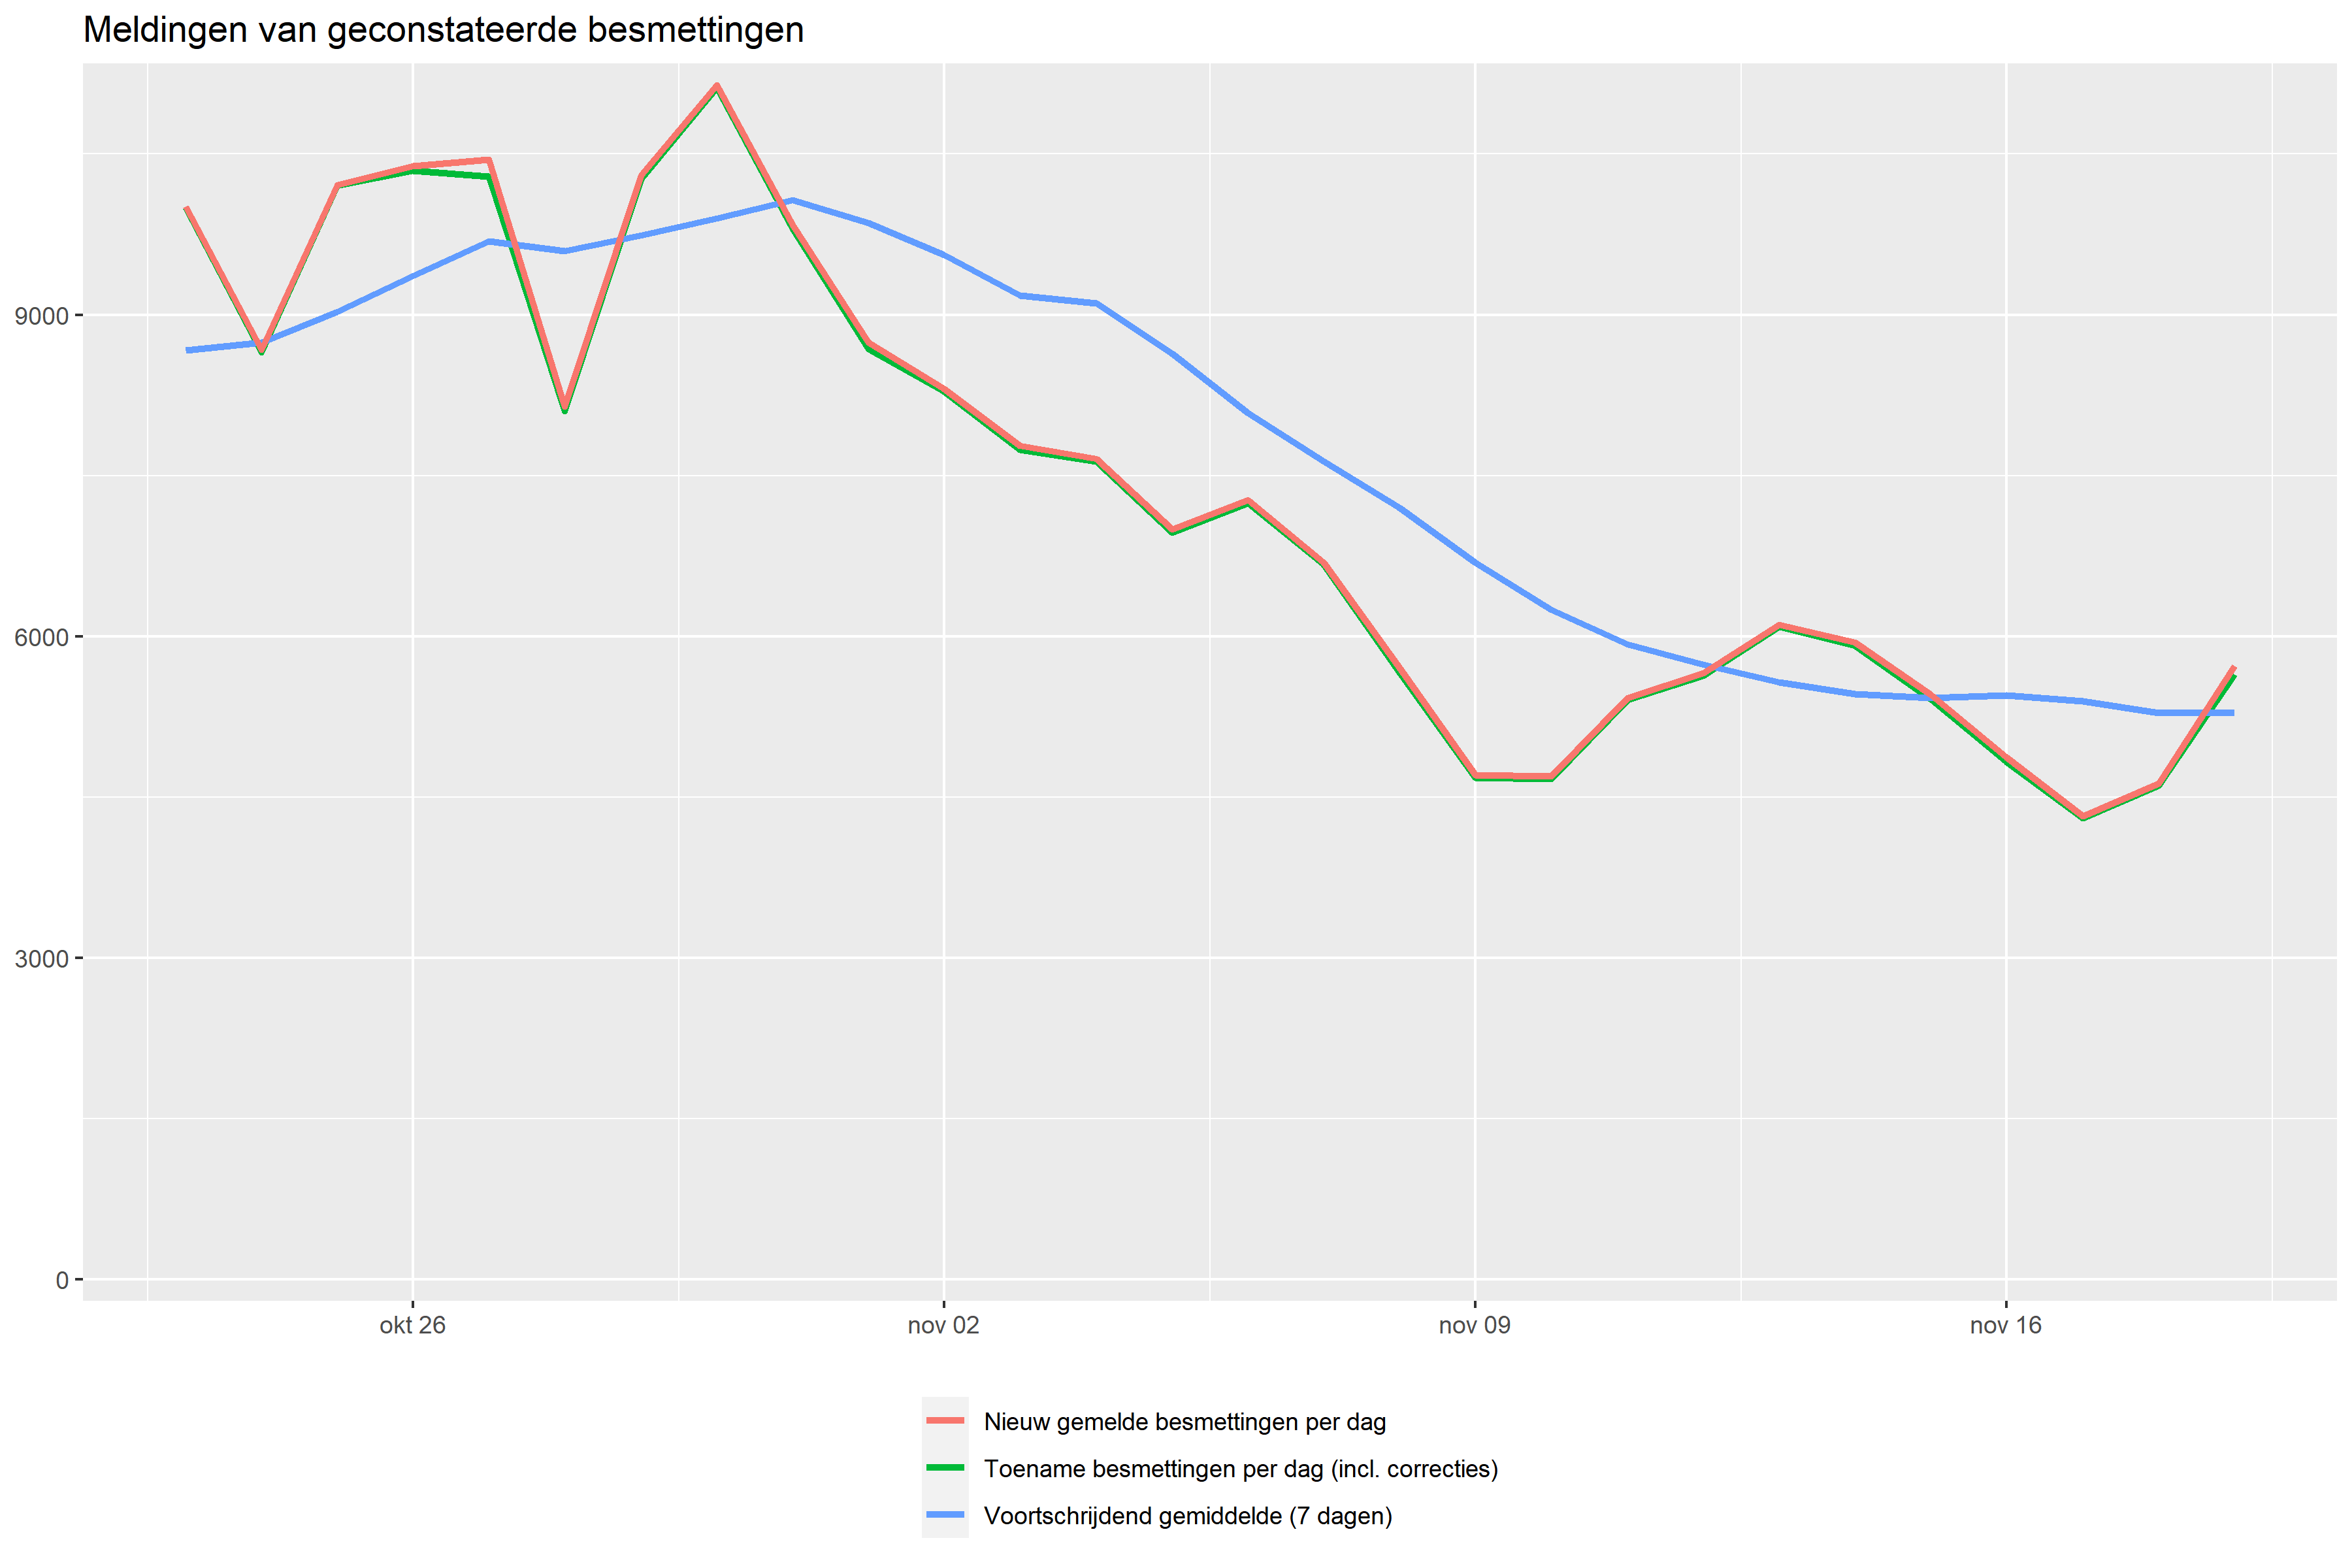 Meldingen van geconstateerde besmettingen
9000
6000
3000
0
okt 26
nov 02
nov 09
nov 16
Nieuw gemelde besmettingen per dag
Toename besmettingen per dag (incl. correcties)
Voortschrijdend gemiddelde (7 dagen)